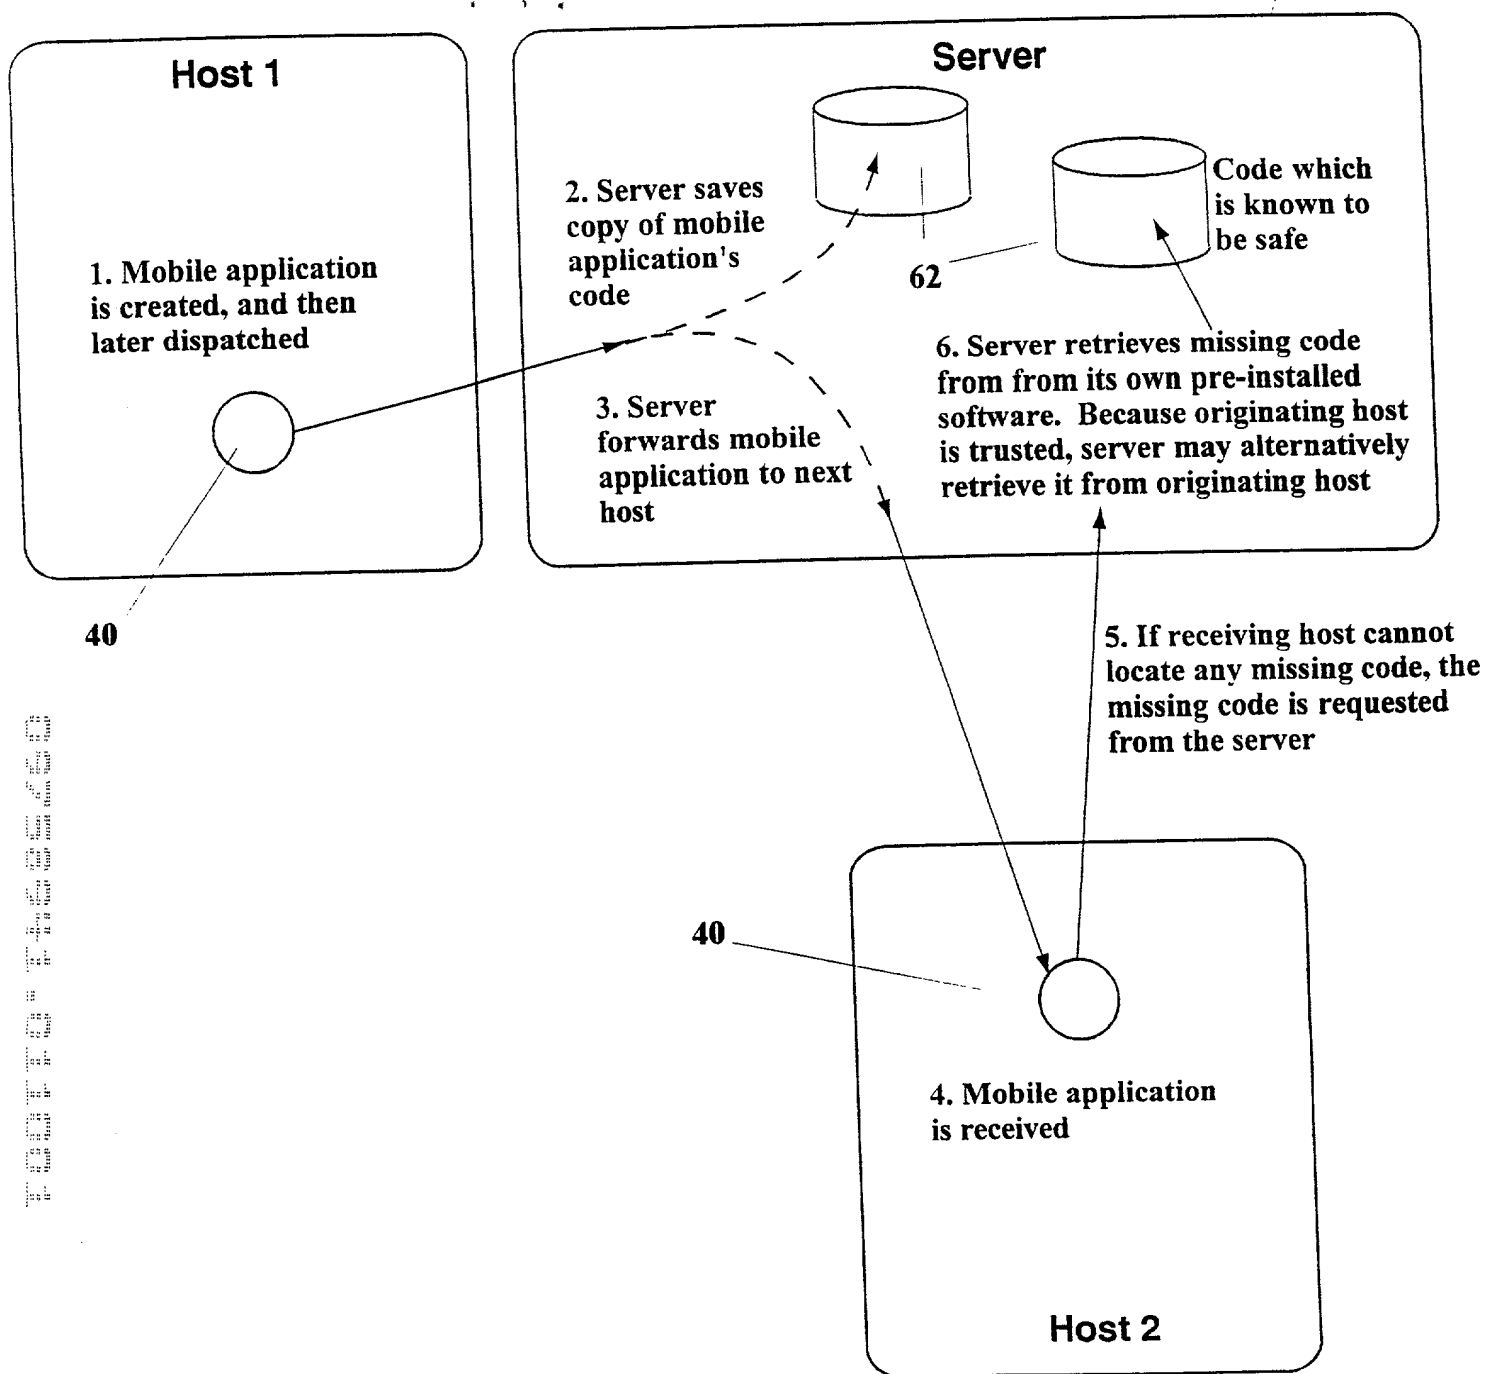 Host 1
Server
1. Mobile application
is created, and then
later dispatched
2. Server saves
copy of mobile
application's
code
62
Code which
is known to
be safe
3. Server
forwards mobile
application to next
host
6. Server retrieves missing code
from from its own pre-installed
software. Because originating host
is trusted, server may alternatively
retrieve it from originating host
40
5. If receiving host cannot
locate any missing code, the
missing code is requested
from the server
40
4. Mobile application
is received
Host 2